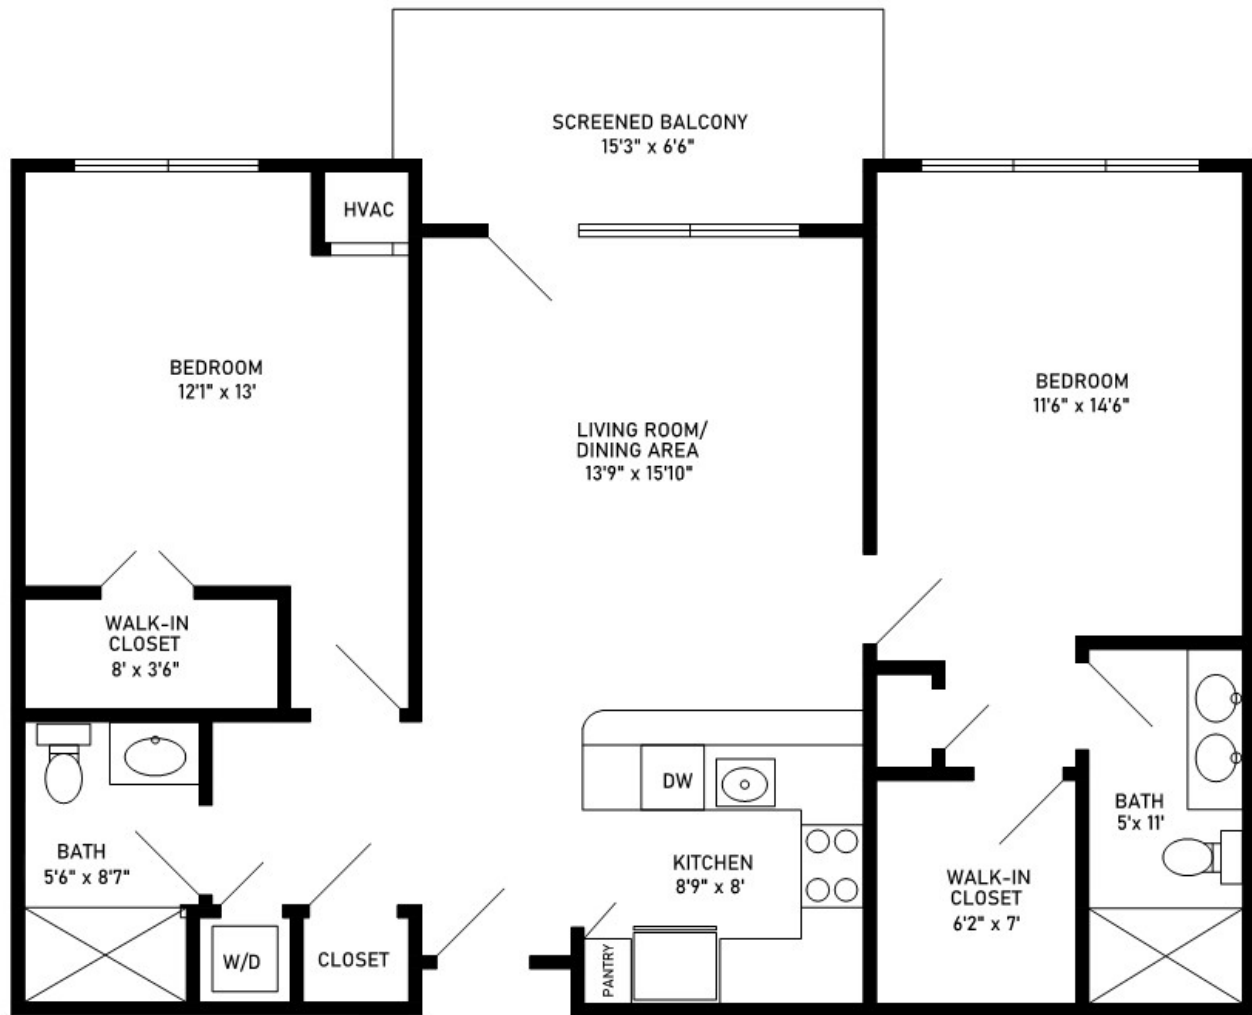 SCREENED BALCONY
15'3" x 6'6"
HVAC
BEDROOM
12'1" x 13'
BEDROOM
11'6" x 14'6"
LIVING ROOM/
DINING AREA
13'9" x 15'10"
WALK-IN
CLOSET
8' x 3'6"
DW
BATH
5'x 11'
BATH
5'6" x 8'7"
KITCHEN
8'9" x 8'
WALK-IN
CLOSET
6'2" x 7'
W/D
CLOSET
PANTRY